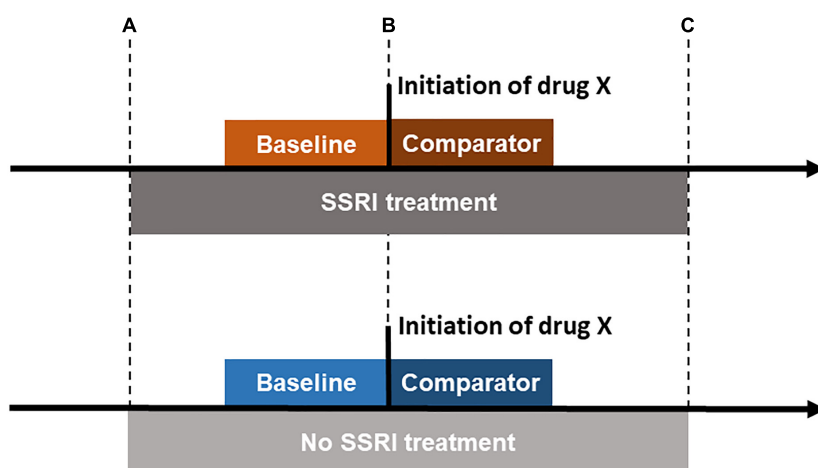 A B C
Initiation of drug X
Baseline Comparator
SSRI treatment
Initiation of drug X
Baseline Comparator
No SSRI treatment